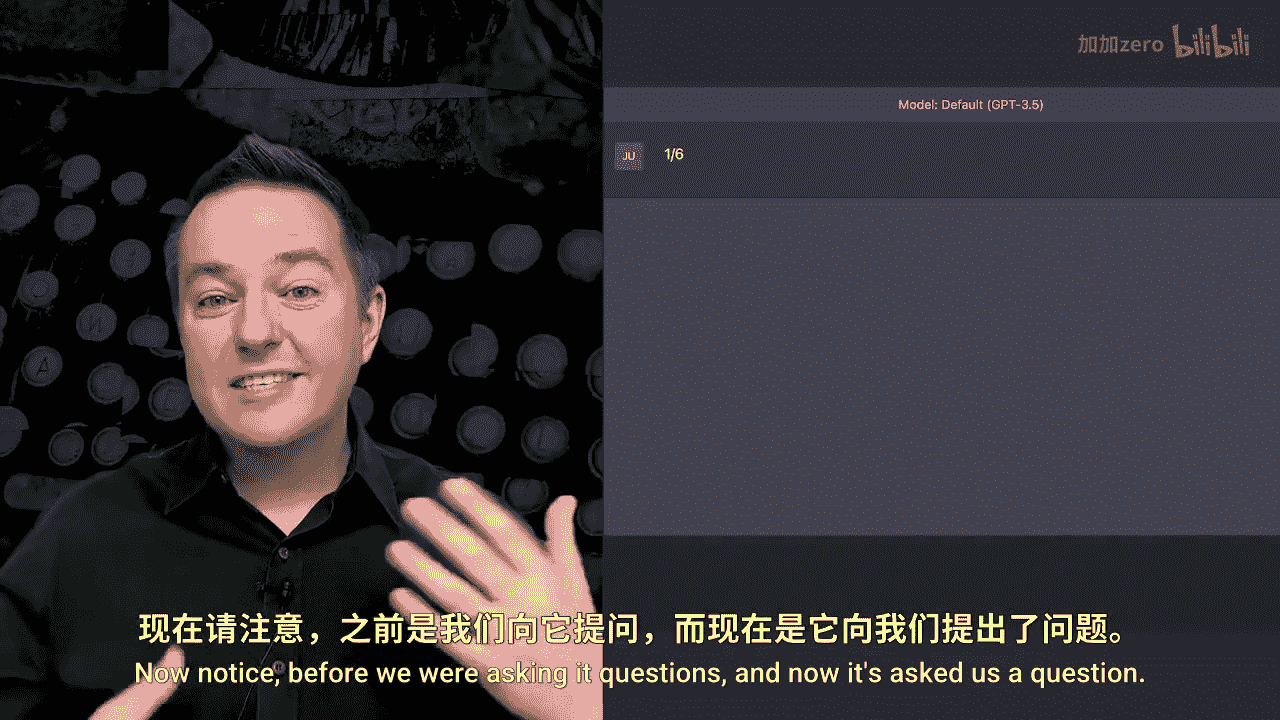 加加zero bilibili
Model: Default (GPT-3.5)
JU 1/6
现在请注意，之前是我们向它提问，而现在是它向我们提出了问题。
Now notice, before we were asking it questions, and now it's asked us a question.